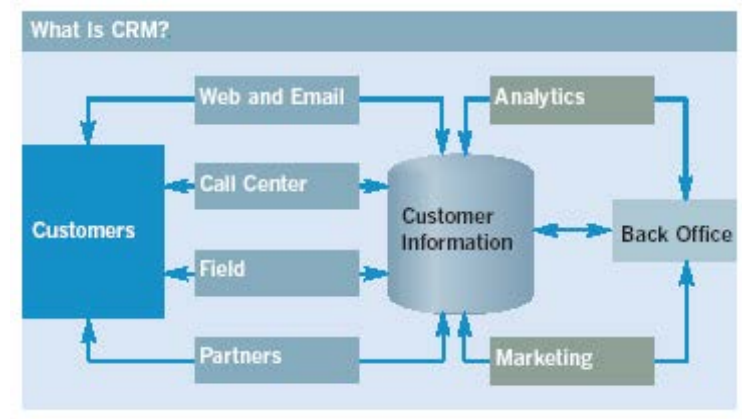 What Is CRM?
Web and Email
Analytics
Call Center
Customers
Customer
Information
Back Office
Field
Partners
Marketing